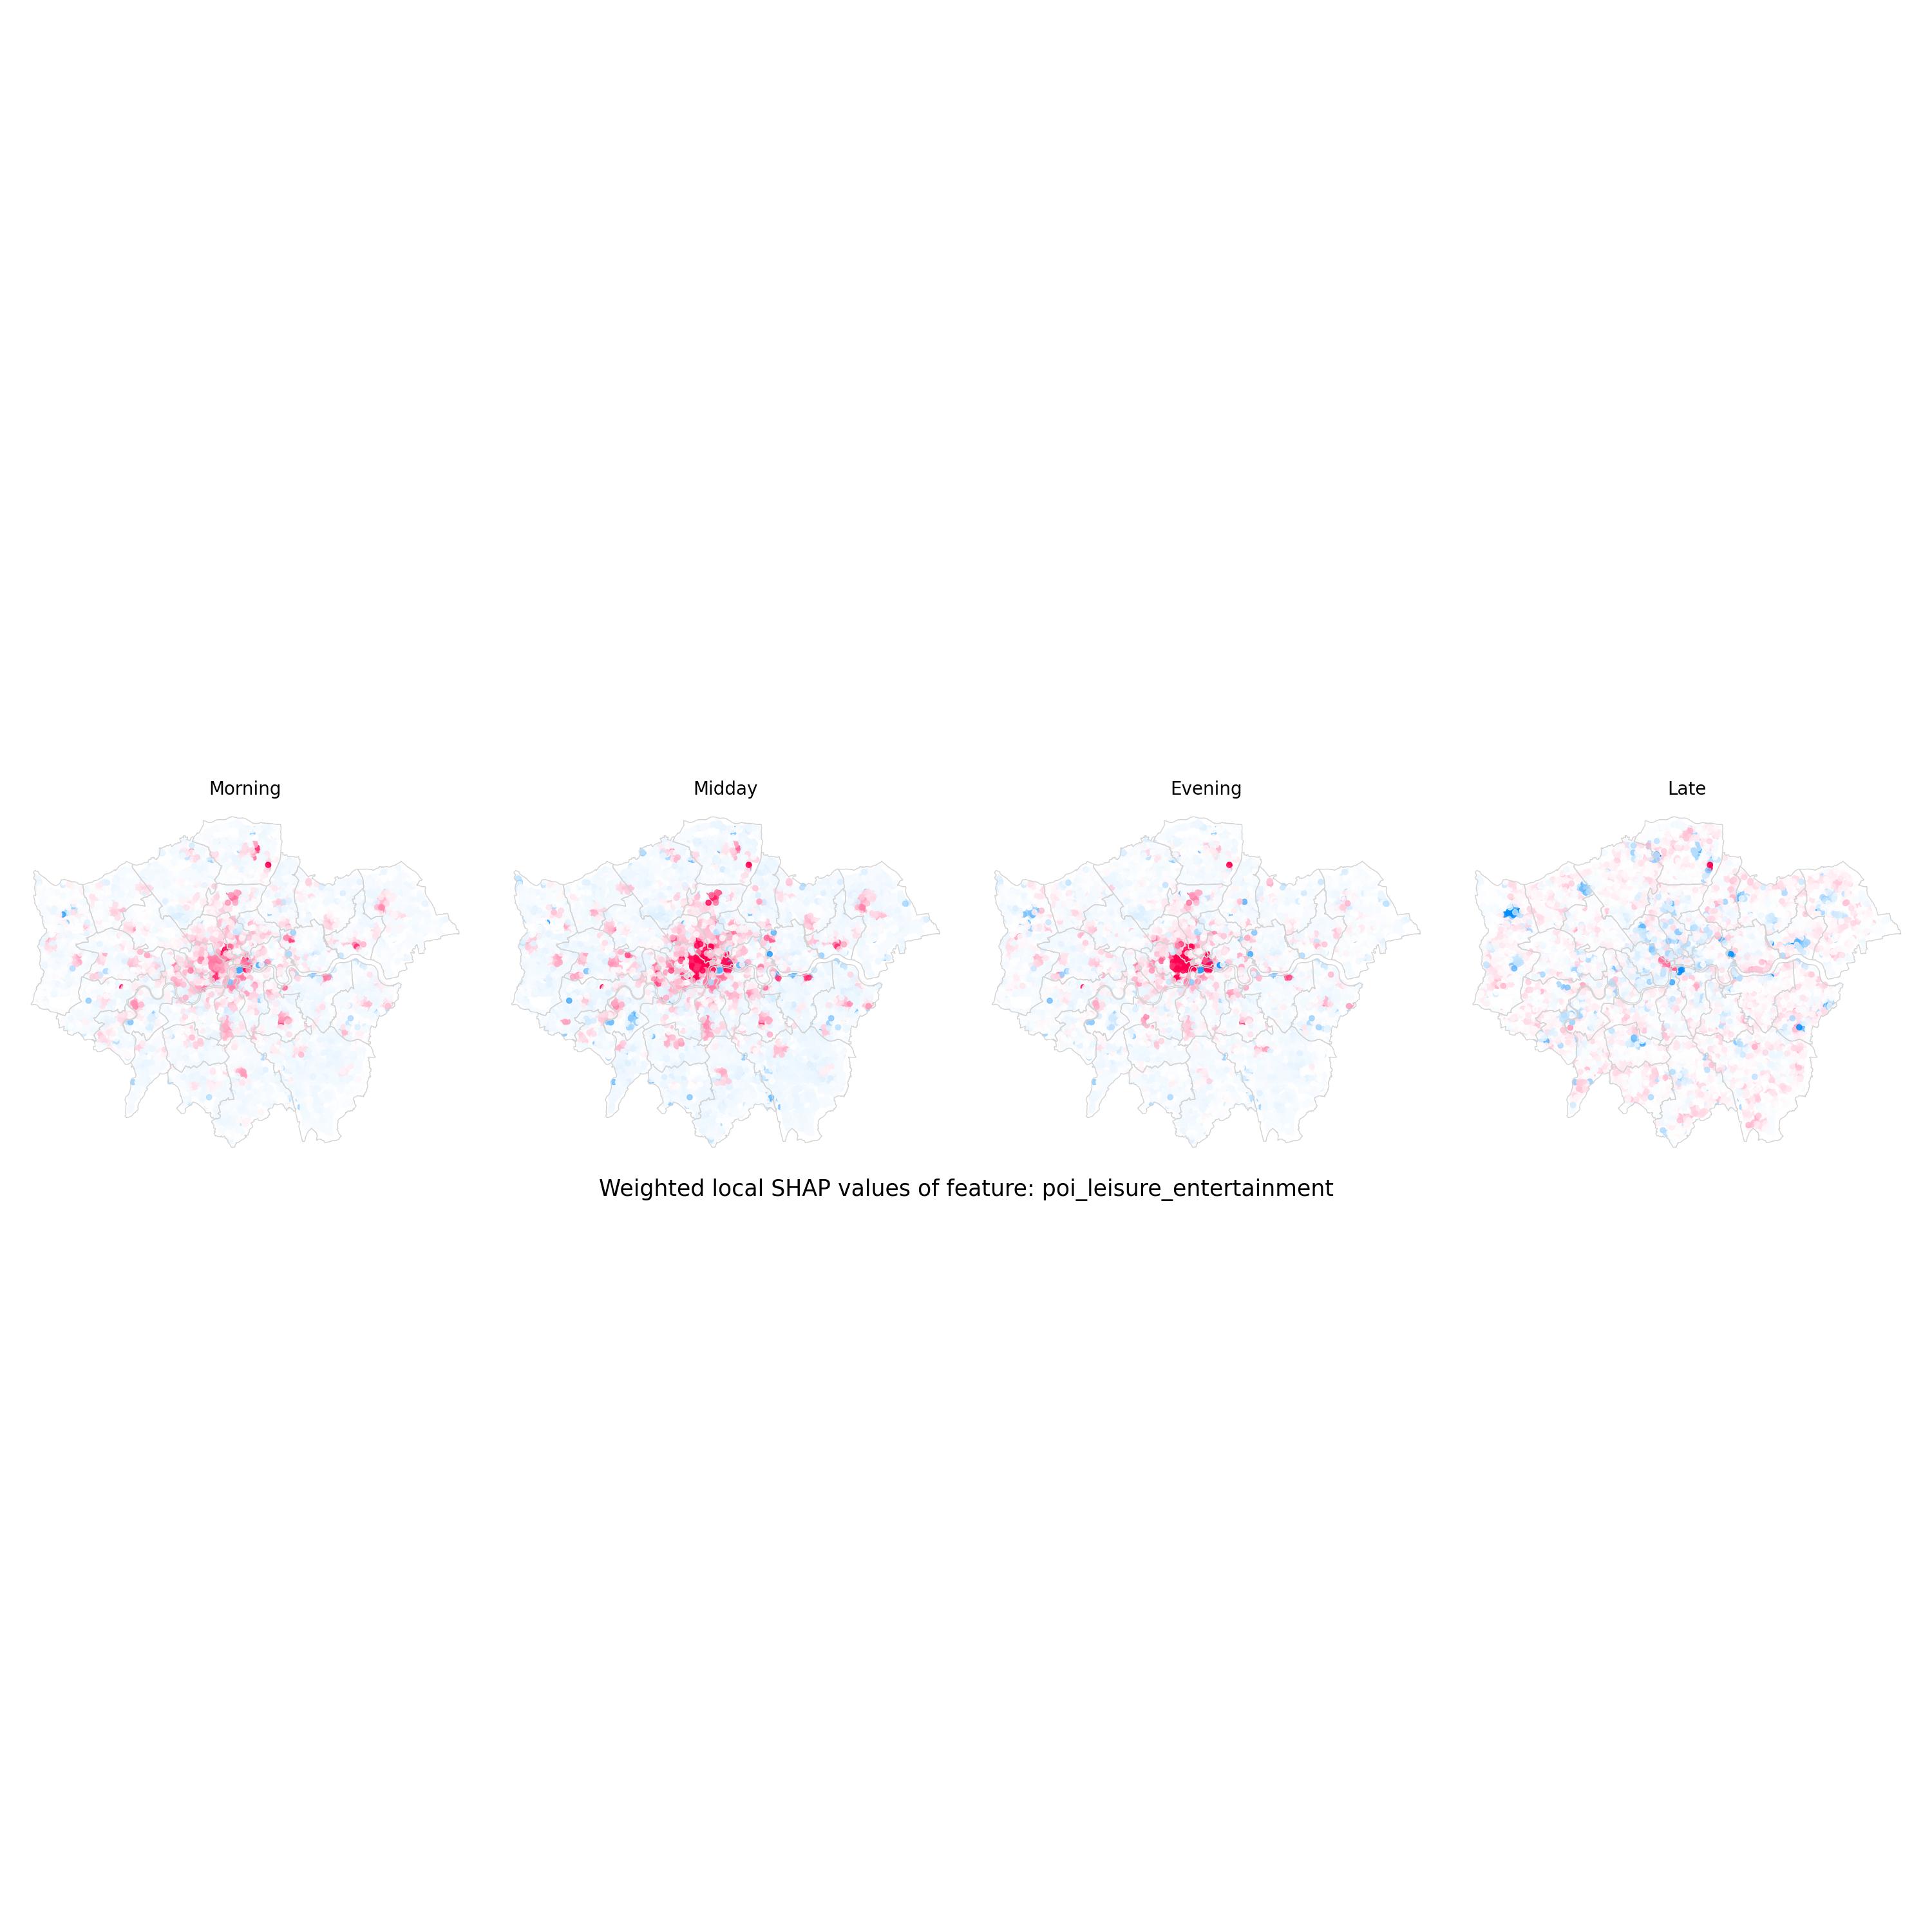 Morning
Midday
Evening
Late
Weighted local SHAP values of feature: poi_leisure_entertainment